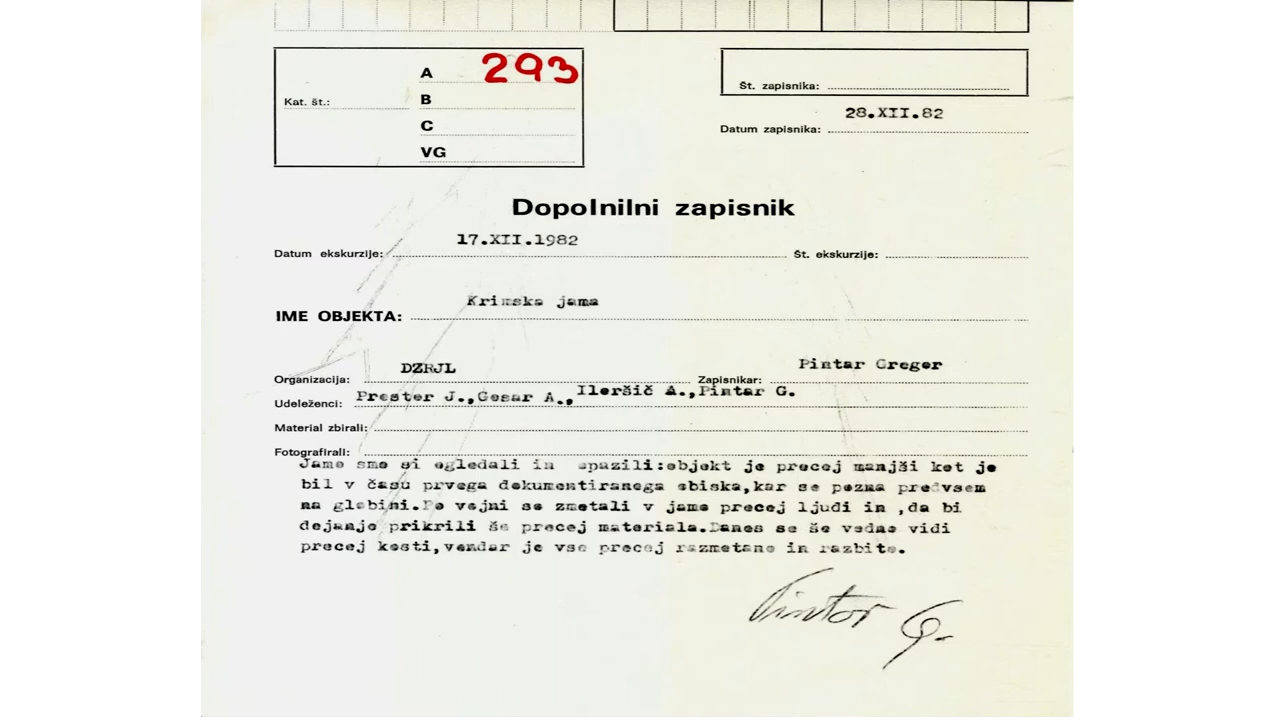 A 293
Kat. št.:
B
C
VG
Št. zapisnika:
28.XII.82
Datum zapisnika:
Dopolnilni zapisnik
17.XII.1982
Datum ekskurzije: Št. ekskurzije:
Krimska jama
IME OBJEKTA:
DZRJL Pintar Gregor
Organizacija: Zapisnikar:
Udeleženci: Prester J.,Gosar A.,Ileršič A.,Pintar G.
Material zbirali:
Fotografirali:
Jamo smo si ogledali in opazili:objekt je precej manjši kot je
bil v času prvega dokumentiranega obiska,kar se pozna predvsem
na globini.Po vojni so zmetali v jamo precej ljudi in ,da bi
dejanje prikrili še precej materiala.Danes se še vedno vidi
precej kosti,vendar je vse precej razmetano in razbito.
Pintar G.